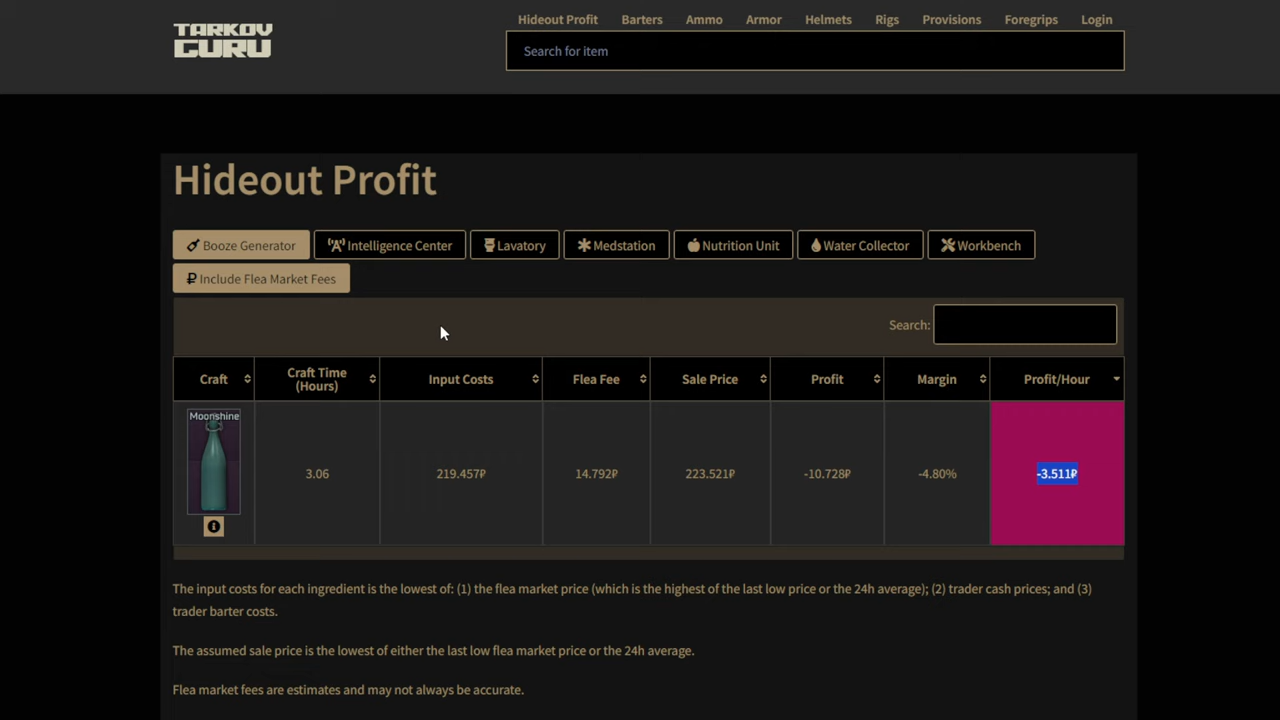 TARKOV
GURU
Hideout Profit Barters Ammo Armor Helmets Rigs Provisions Foregrips Login
Search for item
Hideout Profit
Booze Generator Intelligence Center Lavatory Medstation Nutrition Unit Water Collector Workbench
₽ Include Flea Market Fees
Search:
Craft Craft Time (Hours) Input Costs Flea Fee Sale Price Profit Margin Profit/Hour
Moonshine
3.06 219.457₽ 14.792₽ 223.521₽ -10.728₽ -4.80% -3.511₽
The input costs for each ingredient is the lowest of: (1) the flea market price (which is the highest of the last low price or the 24h average); (2) trader cash prices; and (3)
trader barter costs.
The assumed sale price is the lowest of either the last low flea market price or the 24h average.
Flea market fees are estimates and may not always be accurate.